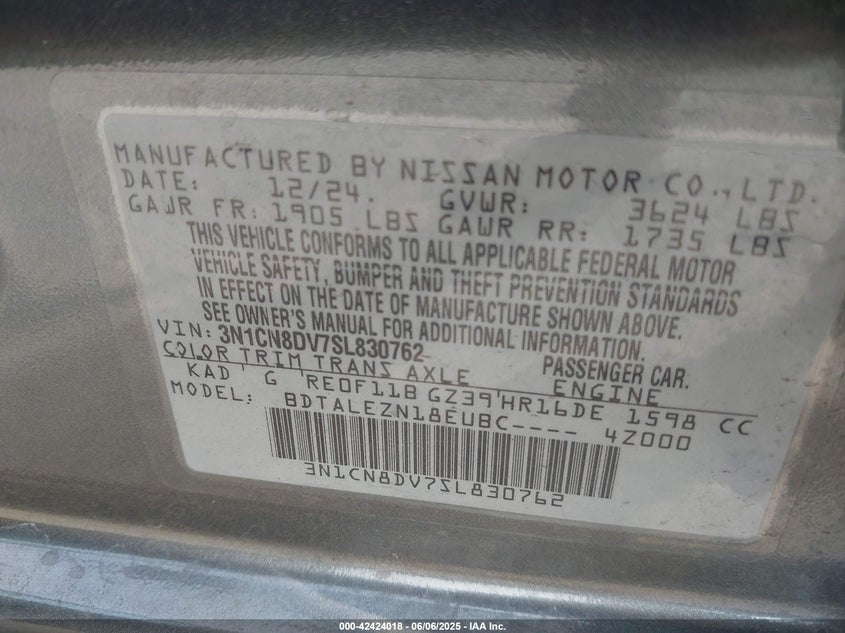 MANUFACTURED BY NISSAN MOTOR CO., LTD.
DATE: 12/24. GVWR: 3624 LBS
GAWR FR: 1905 LBS GAWR RR: 1735 LBS
THIS VEHICLE CONFORMS TO ALL APPLICABLE FEDERAL MOTOR
VEHICLE SAFETY, BUMPER AND THEFT PREVENTION STANDARDS
IN EFFECT ON THE DATE OF MANUFACTURE SHOWN ABOVE.
SEE OWNER'S MANUAL FOR ADDITIONAL INFORMATION.
VIN: 3N1CN8DV7SL830762 PASSENGER CAR.
COLOR TRIM TRANS AXLE ENGINE
KAD G RE0F11B GZ39 HR16DE 1598 CC
MODEL: BDTALEZN18EUBC---- 4Z000
3N1CN8DV7SL830762
000-42424018 - 06/06/2025 - IAA Inc.